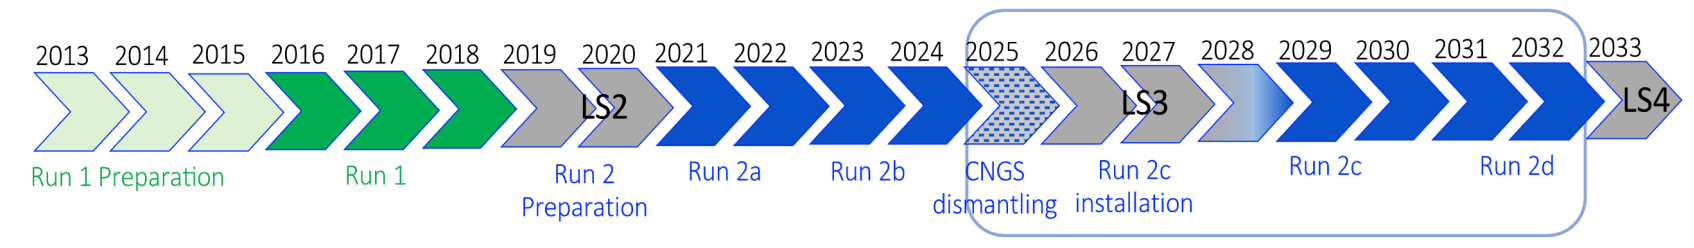 2013 2014 2015 2016 2017 2018 2019 2020 2021 2022 2023 2024 2025 2026 2027 2028 2029 2030 2031 2032 2033
LS2 LS3 LS4
Run 1 Preparation Run 1 Run 2 Run 2a Run 2b CNGS Run 2c Run 2c Run 2d
Preparation dismantling installation